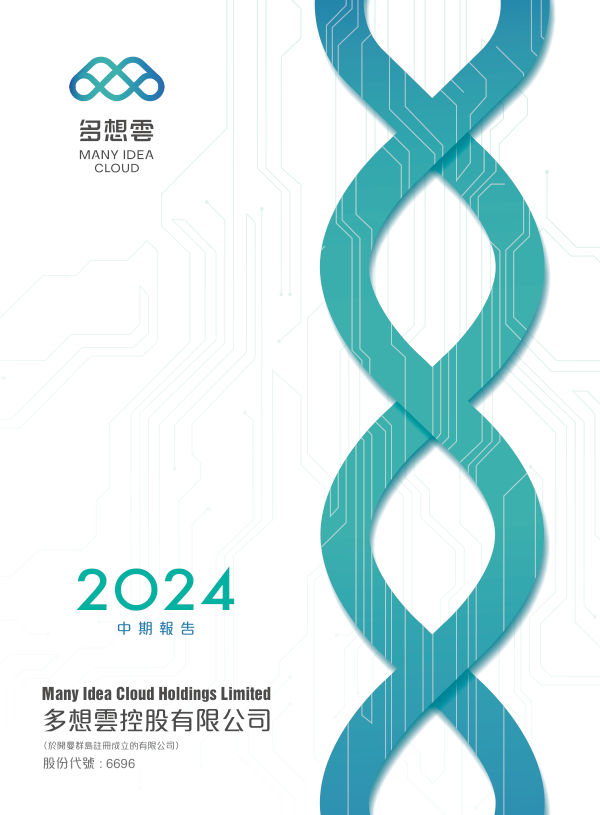 多想雲
MANY IDEA
CLOUD
2024
中期報告
Many Idea Cloud Holdings Limited
多想雲控股有限公司
(於開曼群島註冊成立的有限公司)
股份代號 : 6696